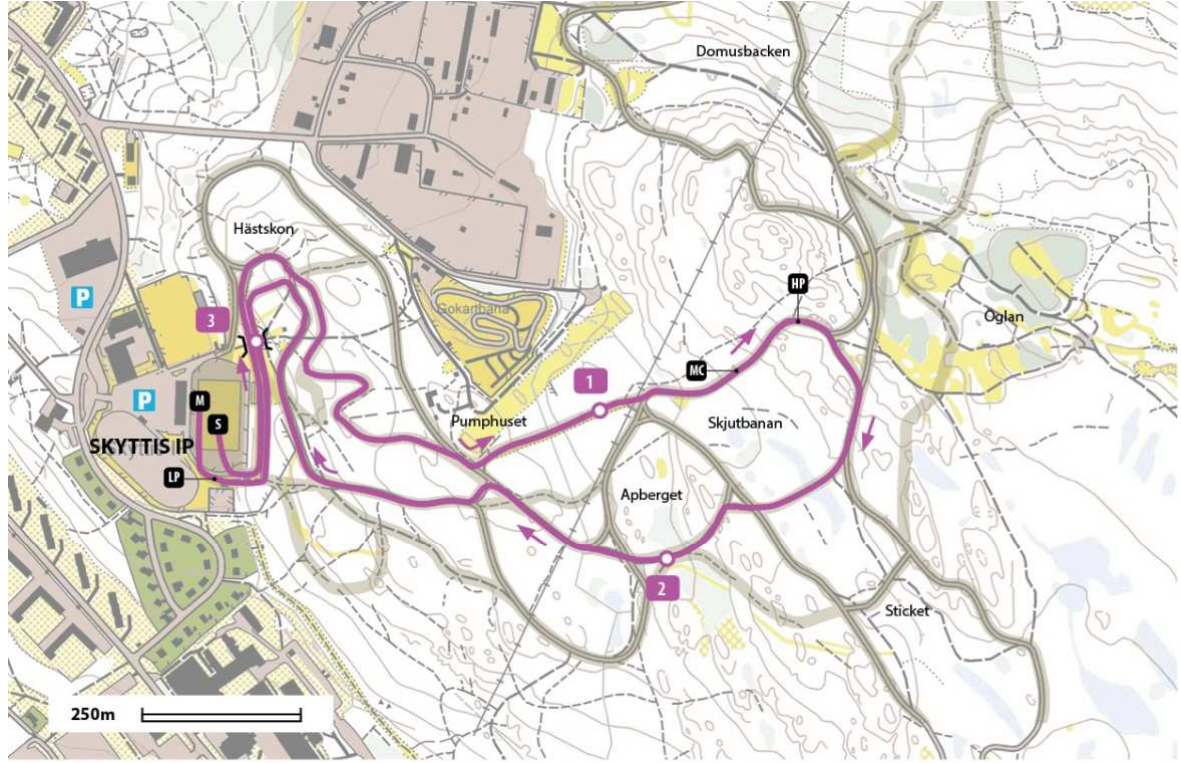 Domusbacken
Hästskon
HP
P
Gokartbana
Öglan
3
MC
1
P
M
Pumphuset
Skjutbanan
S
SKYTTIS IP
LP
Apberget
2
Sticket
250m